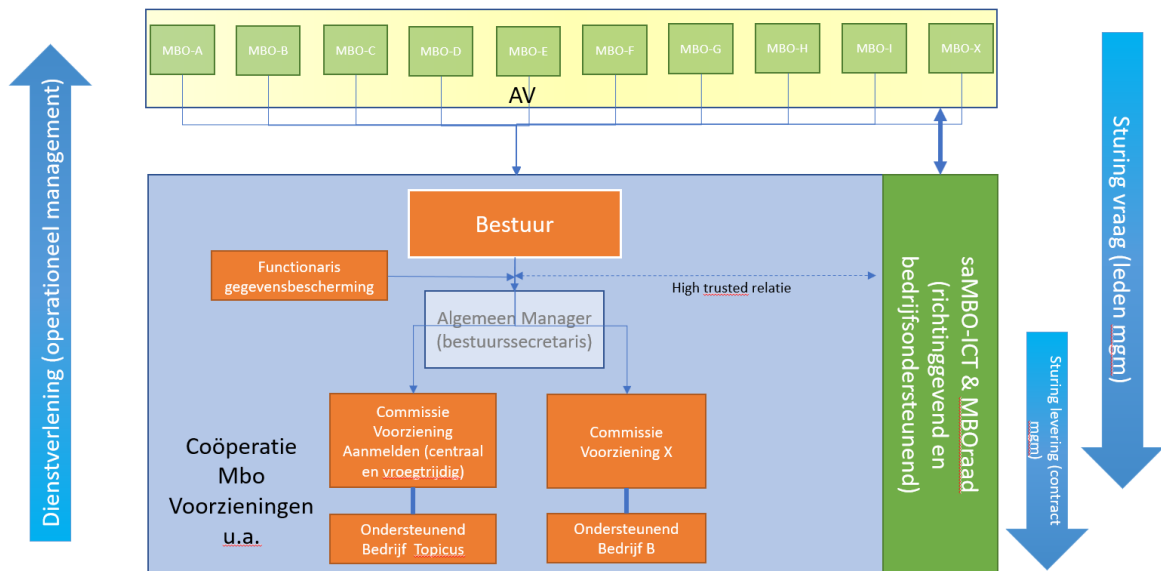 MBO-A
MBO-B
MBO-C
MBO-D
MBO-E
MBO-F
MBO-G
MBO-H
MBO-I
MBO-X
AV
Dienstverlening (operationeel management)
Bestuur
Functionaris
gegevensbescherming
High trusted relatie
Algemeen Manager
(bestuurssecretaris)
Commissie
Voorziening
Aanmelden (centraal
en vroegtrijdig)
Commissie
Voorziening X
Ondersteunend
Bedrijf Topicus
Ondersteunend
Bedrijf B
Coöperatie
Mbo
Voorzieningen
u.a.
saMBO-ICT & MBOraad
(richtinggevend en
bedrijfsondersteunend)
Sturing levering (contract
mgm)
Sturing vraag (leden mgm)